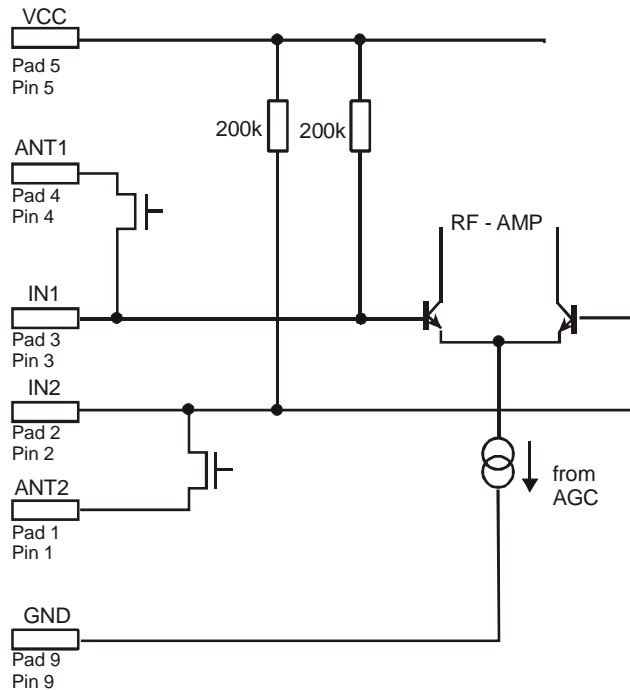 VCC
Pad 5
Pin 5
200k
200k
ANT1
Pad 4
Pin 4
RF - AMP
IN1
Pad 3
Pin 3
IN2
Pad 2
Pin 2
from
AGC
ANT2
Pad 1
Pin 1
GND
Pad 9
Pin 9